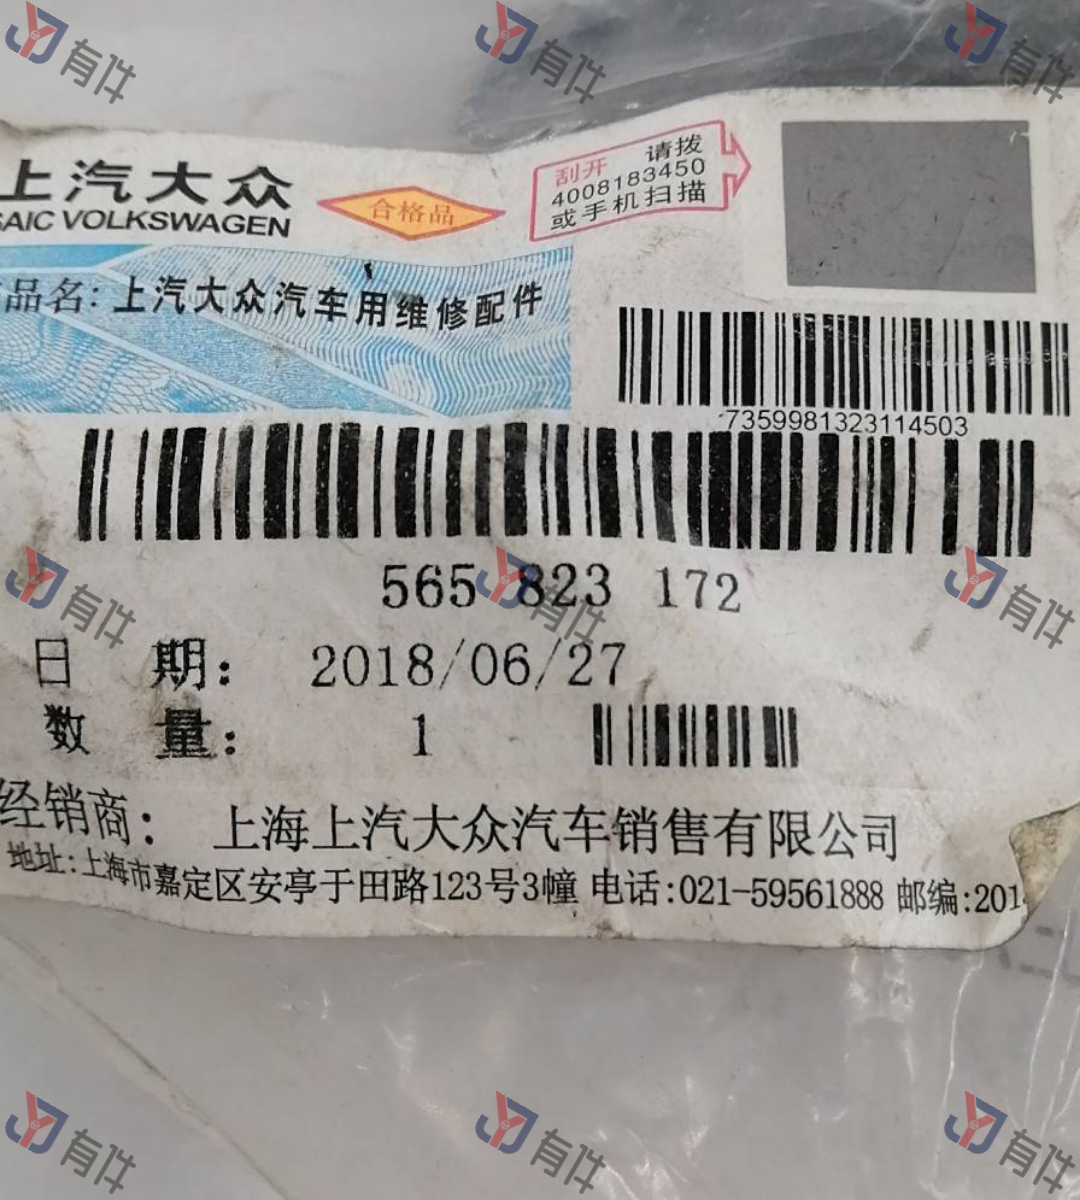 上汽大众
SAIC VOLKSWAGEN
合格品
刮开 请拨
4008183450
或手机扫描
品名: 上汽大众汽车用维修配件
7359981323114503
565 823 172
日 期: 2018/06/27
数 量: 1
经销商: 上海上汽大众汽车销售有限公司
地址:上海市嘉定区安亭于田路123号3幢 电话:021-59561888 邮编:201
有件
有件
有件
有件
有件
有件
有件
有件
有件